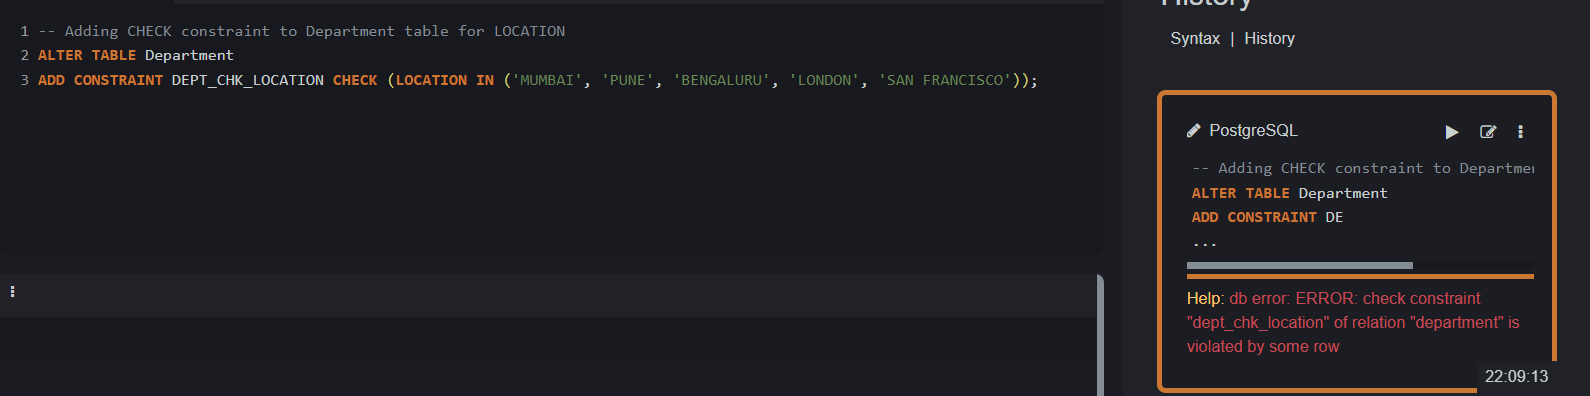 History
Syntax | History
1 -- Adding CHECK constraint to Department table for LOCATION
2 ALTER TABLE Department
3 ADD CONSTRAINT DEPT_CHK_LOCATION CHECK (LOCATION IN ('MUMBAI', 'PUNE', 'BENGALURU', 'LONDON', 'SAN FRANCISCO'));
PostgreSQL
-- Adding CHECK constraint to Departme
ALTER TABLE Department
ADD CONSTRAINT DE
...
Help: db error: ERROR: check constraint
"dept_chk_location" of relation "department" is
violated by some row
22:09:13